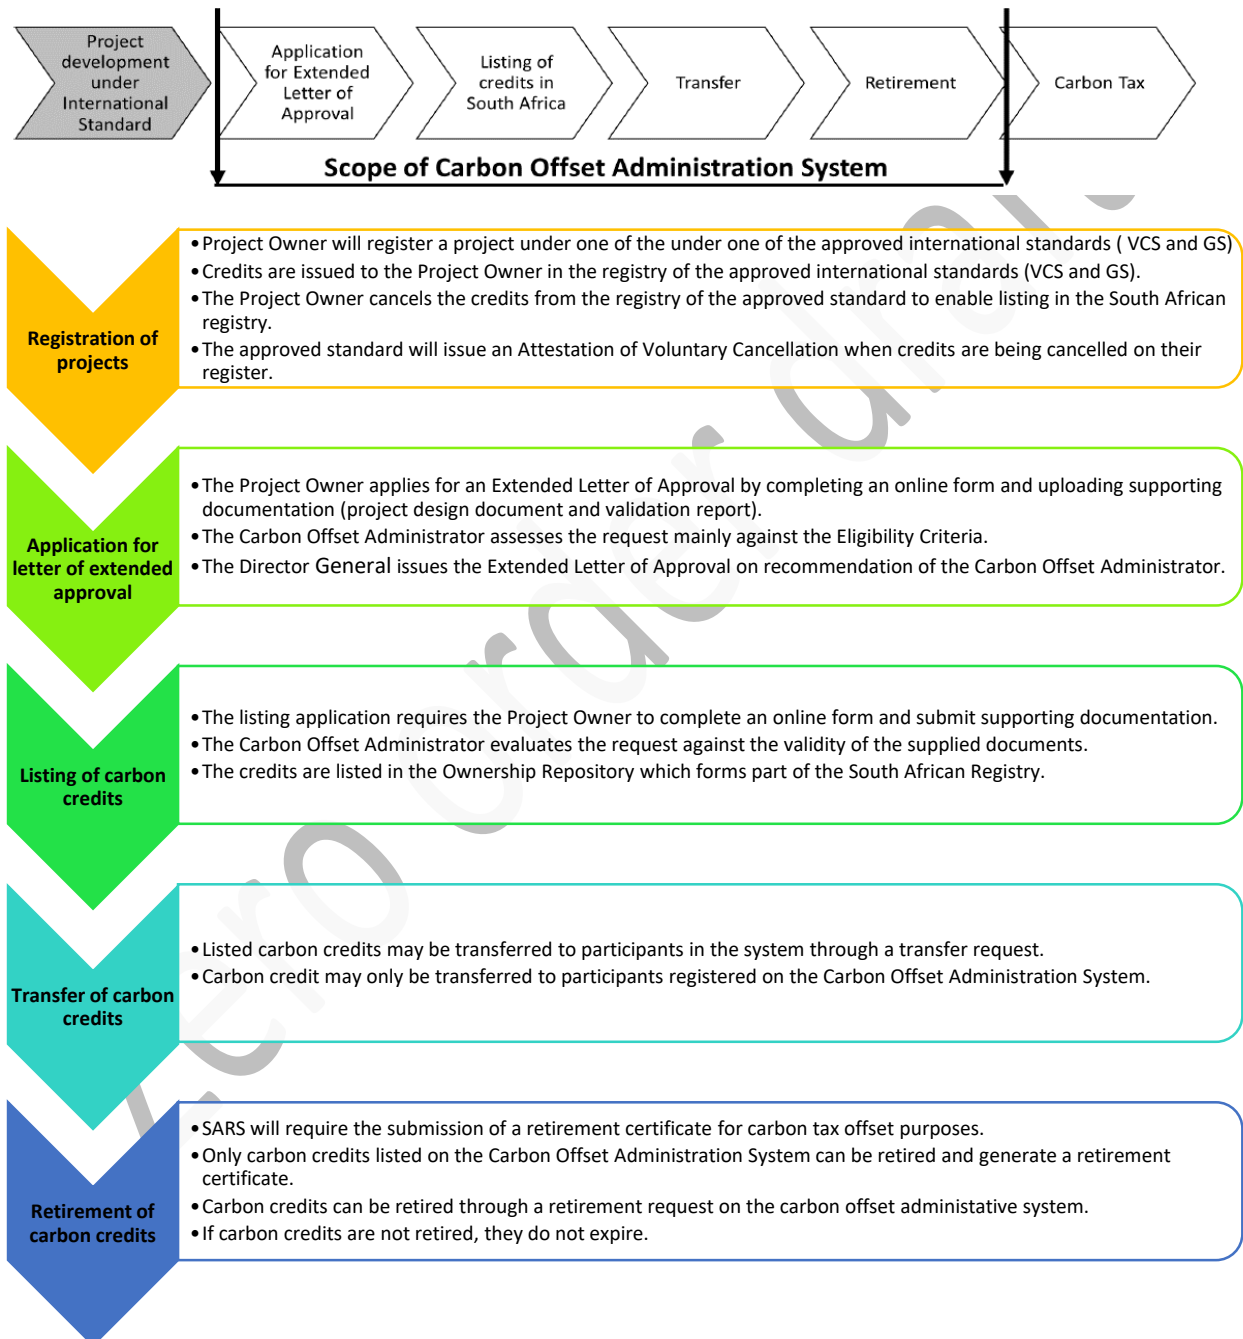 Project
development
under
International
Standard
Application
for Extended
Letter of
Approval
Listing of
credits in
South Africa
Transfer
Retirement
Carbon Tax
Scope of Carbon Offset Administration System
Zero order draft
Registration of
projects
•Project Owner will register a project under one of the under one of the approved international standards ( VCS and GS)
•Credits are issued to the Project Owner in the registry of the approved international standards (VCS and GS).
•The Project Owner cancels the credits from the registry of the approved standard to enable listing in the South African
registry.
•The approved standard will issue an Attestation of Voluntary Cancellation when credits are being cancelled on their
register.
Application for
letter of extended
approval
•The Project Owner applies for an Extended Letter of Approval by completing an online form and uploading supporting
documentation (project design document and validation report).
•The Carbon Offset Administrator assesses the request mainly against the Eligibility Criteria.
•The Director General issues the Extended Letter of Approval on recommendation of the Carbon Offset Administrator.
Listing of carbon
credits
•The listing application requires the Project Owner to complete an online form and submit supporting documentation.
•The Carbon Offset Administrator evaluates the request against the validity of the supplied documents.
•The credits are listed in the Ownership Repository which forms part of the South African Registry.
Transfer of carbon
credits
•Listed carbon credits may be transferred to participants in the system through a transfer request.
•Carbon credit may only be transferred to participants registered on the Carbon Offset Administration System.
Retirement of
carbon credits
•SARS will require the submission of a retirement certificate for carbon tax offset purposes.
•Only carbon credits listed on the Carbon Offset Administration System can be retired and generate a retirement
certificate.
•Carbon credits can be retired through a retirement request on the carbon offset administative system.
•If carbon credits are not retired, they do not expire.